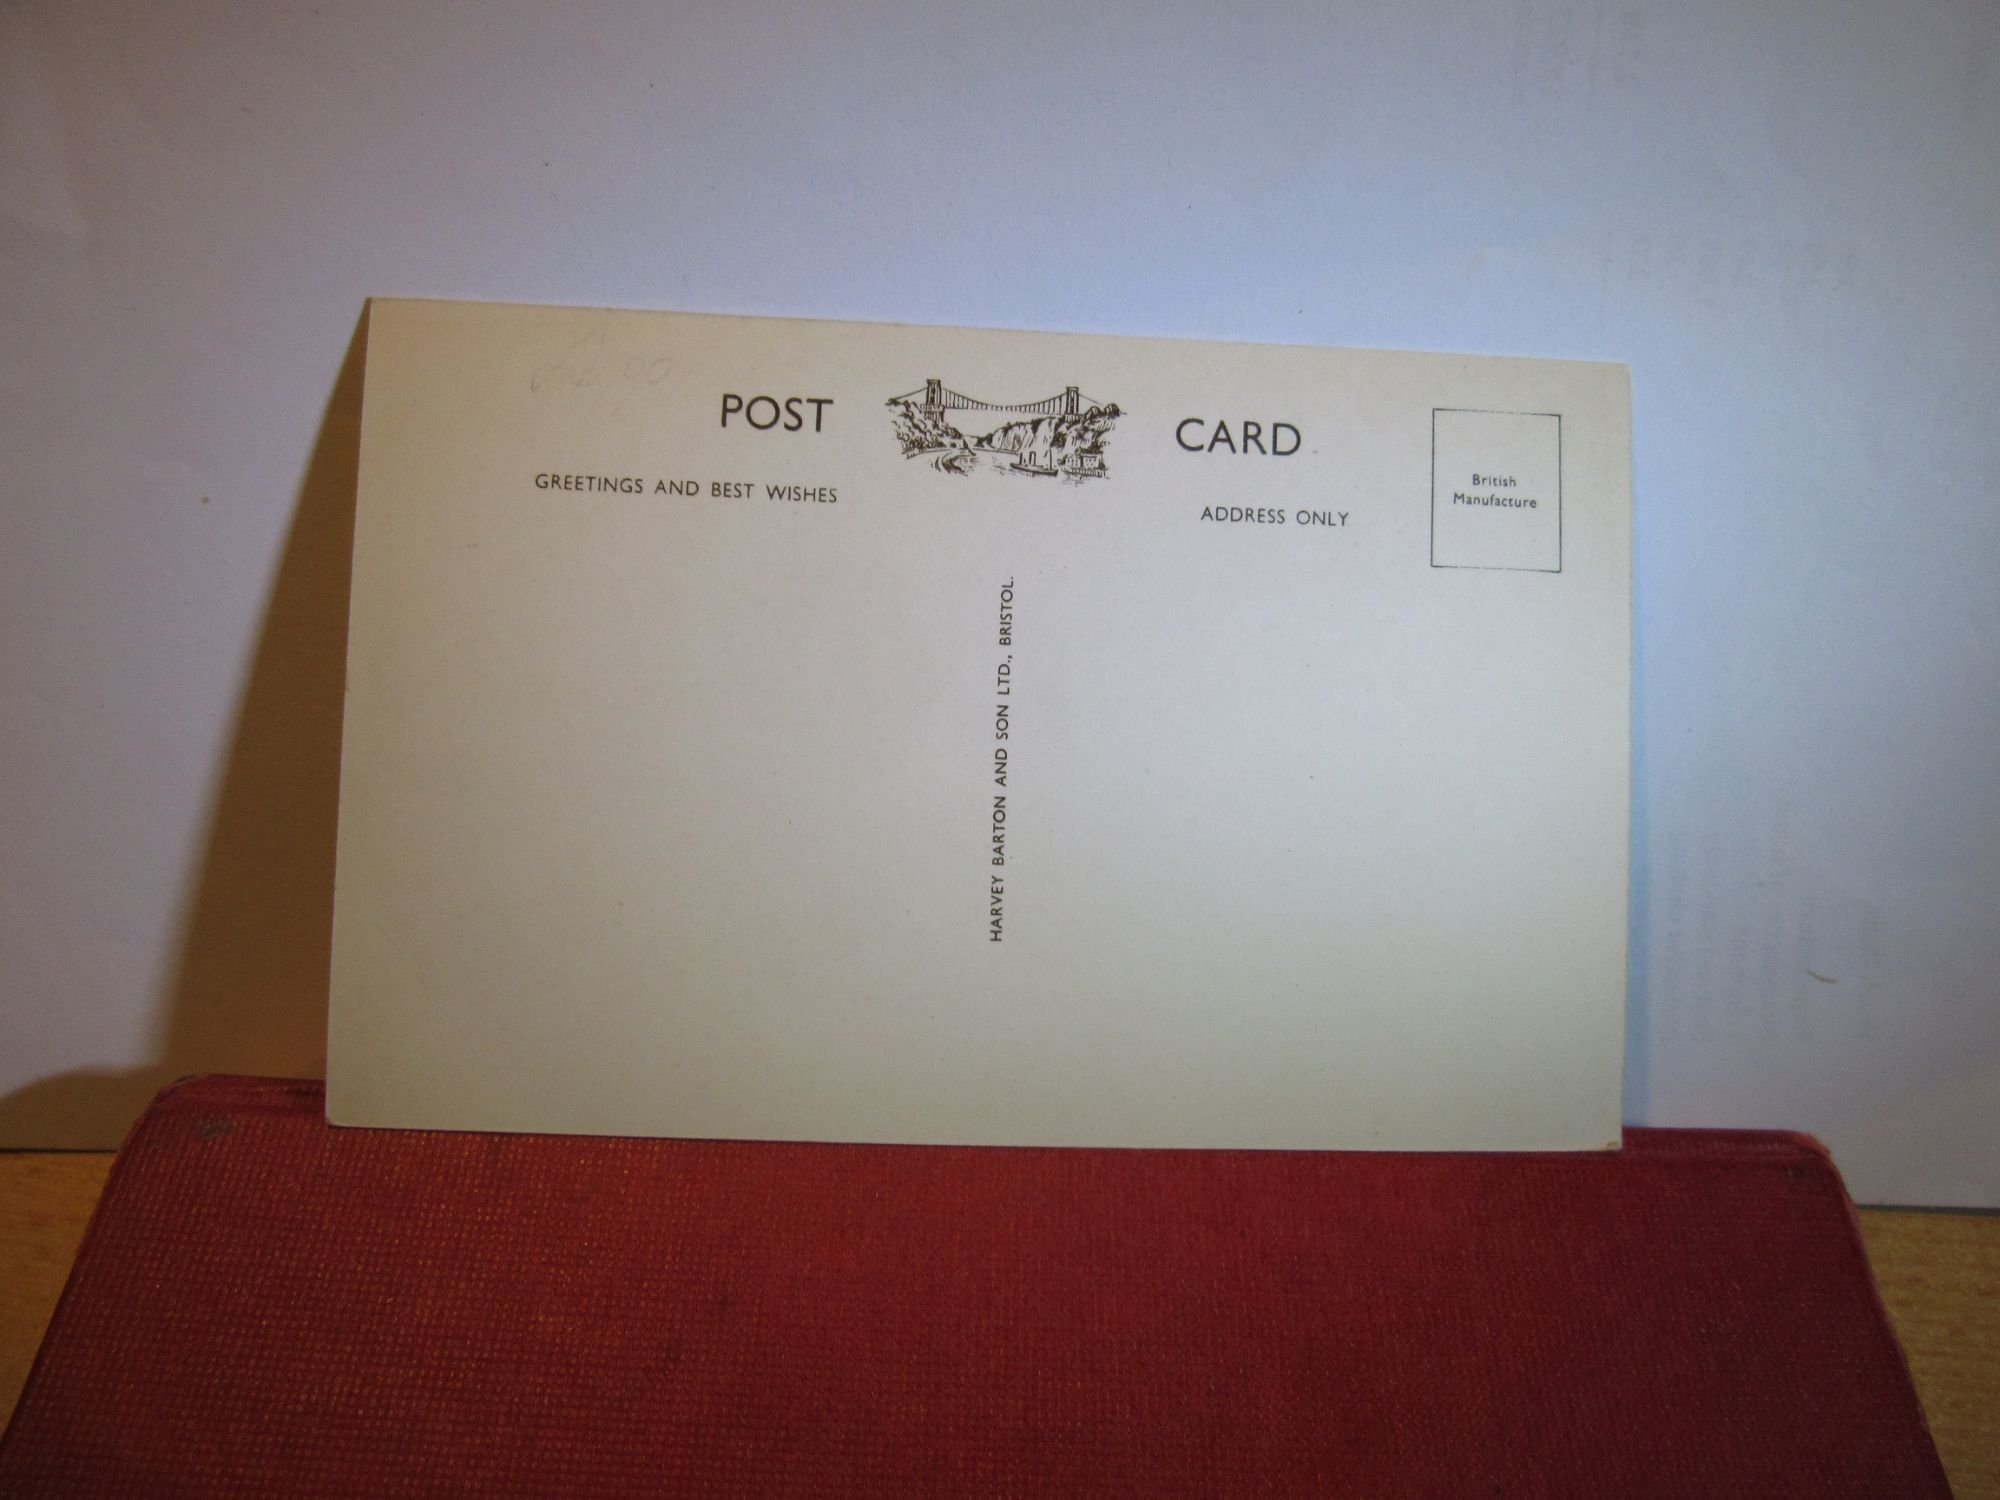 POST CARD
GREETINGS AND BEST WISHES
ADDRESS ONLY
British
Manufacture
HARVEY BARTON AND SON LTD., BRISTOL.